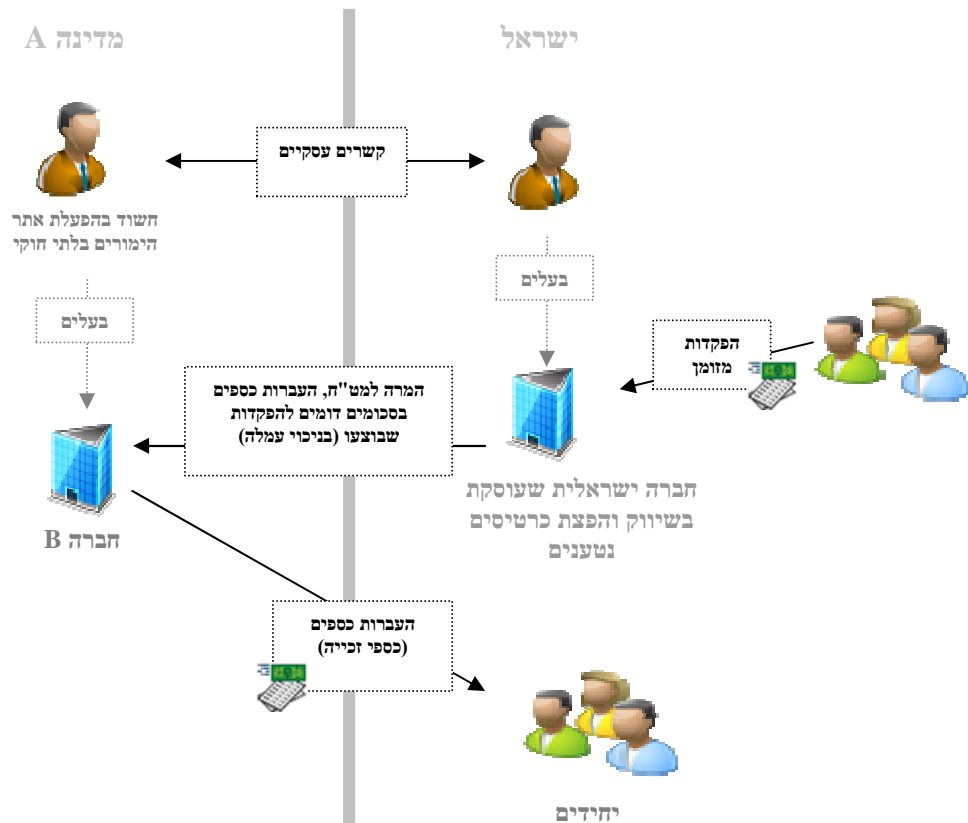 ישראל
מדינה A
קשרים עסקיים
חשוד בהפעלת אתר
הימורים בלתי חוקי
בעלים
בעלים
הפקדות
מזומן
המרה למט"ח, העברות כספים
בסכומים דומים להפקדות
שבוצעו (בניכוי עמלה)
חברה ישראלית שעוסקת
בשיווק והפצת כרטיסים
נטענים
חברה B
העברות כספים
(כספי זכייה)
יחידים